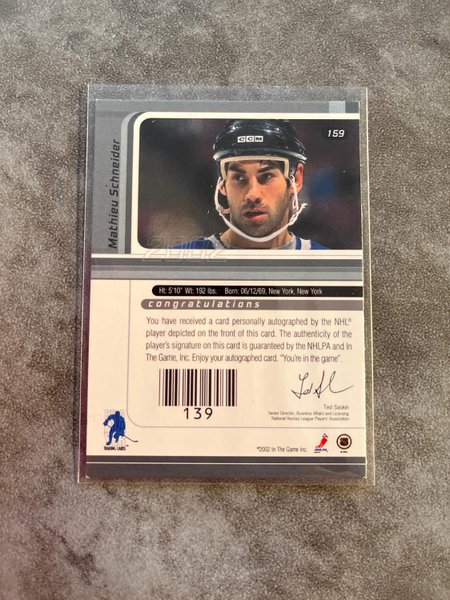 CCM
159
Mathieu Schneider
Ht: 5'10" Wt: 192 lbs. Born: 06/12/69, New York, New York
congratulations
You have received a card personally autographed by the NHL®
player depicted on the front of this card. The authenticity of
the player's signature on this card is guaranteed by the NHLPA and In
The Game, Inc. Enjoy your autographed card. "You're in the game".
139
Ted Saskin
Senior Director, Business Affairs and Licensing
National Hockey League Players' Association
TRADING CARDS
©2002 In The Game Inc.